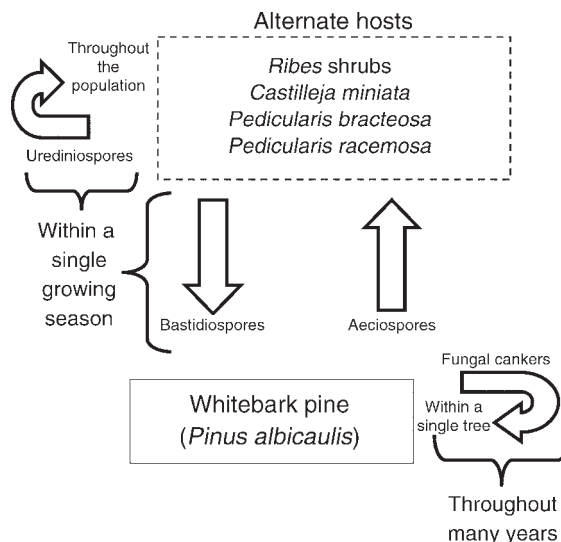 Alternate hosts
Throughout
the
population
Urediniospores
Ribes shrubs
Castilleja miniata
Pedicularis bracteosa
Pedicularis racemosa
Within a
single
growing
season
Bastidiospores
Aeciospores
Whitebark pine
(Pinus albicaulis)
Fungal cankers
Within a
single tree
Throughout
many years